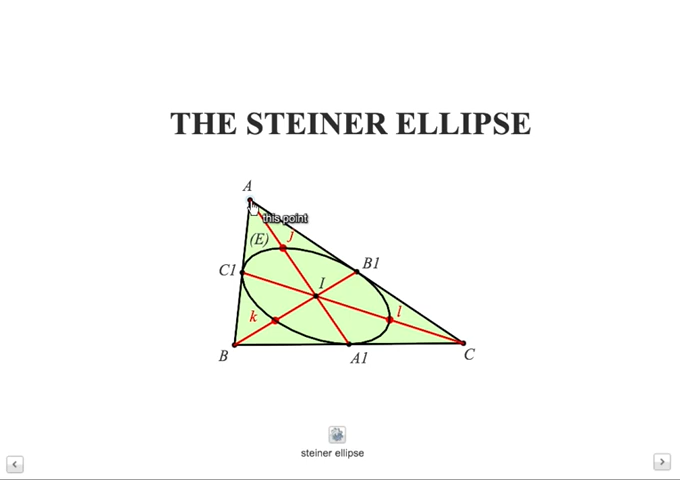 THE STEINER ELLIPSE
A
this point
(E) j
C1 B1
I
k l
B A1 C
steiner ellipse